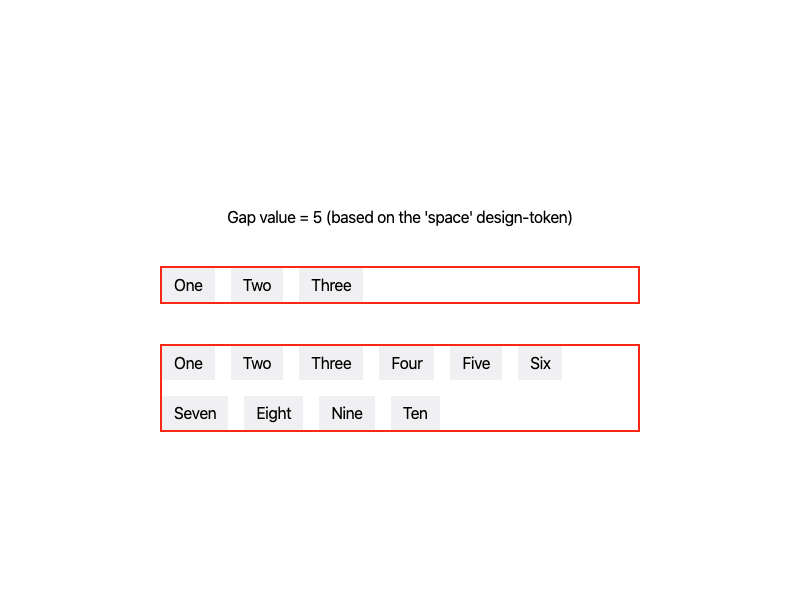 Gap value = 5 (based on the 'space' design-token)
One Two Three
One Two Three Four Five Six
Seven Eight Nine Ten